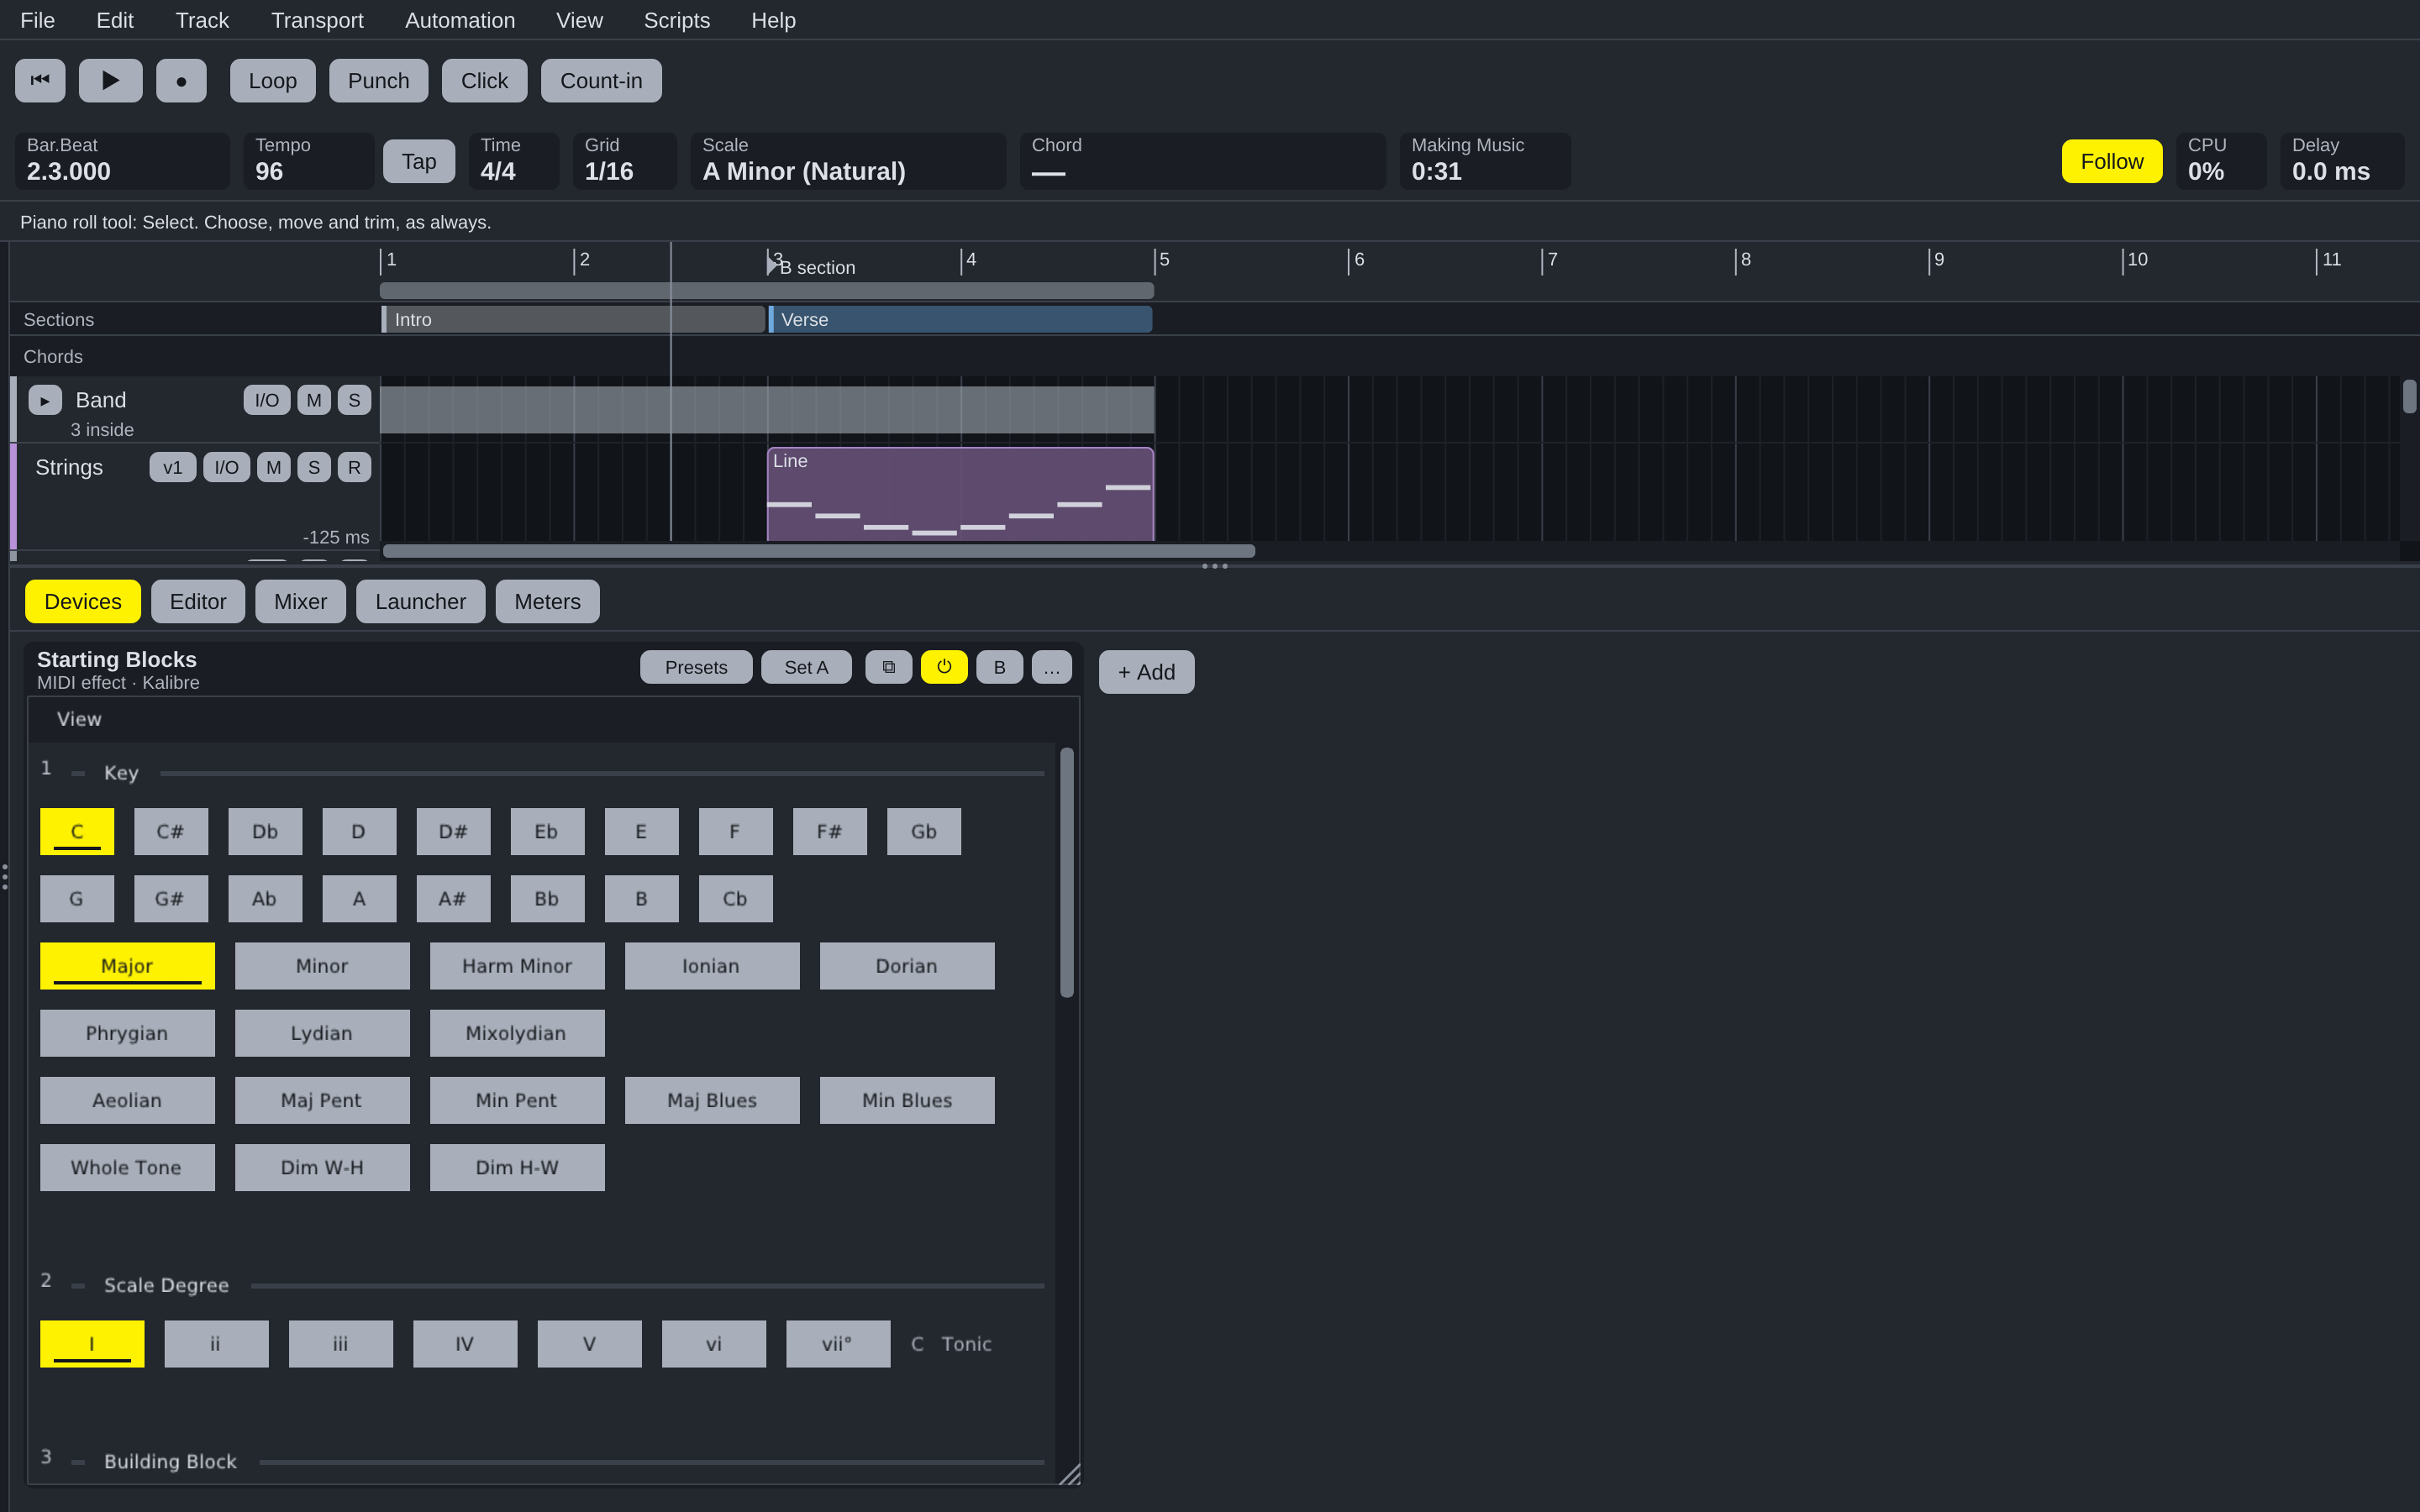 File Edit Track Transport Automation View Scripts Help
Loop Punch Click Count-in
Bar.Beat Tempo Time Grid Scale Chord Making Music CPU Delay
2.3.000 96 Tap 4/4 1/16 A Minor (Natural) — 0:31 Follow 0% 0.0 ms
Piano roll tool: Select. Choose, move and trim, as always.
1 2 3 4 5 6 7 8 9 10 11
B section
Sections Intro Verse
Chords
Band I/O M S
3 inside
Strings v1 I/O M S R Line
-125 ms
Devices Editor Mixer Launcher Meters
Starting Blocks Presets Set A B ... + Add
MIDI effect · Kalibre
View
1 Key
C C# Db D D# Eb E F F# Gb
G G# Ab A A# Bb B Cb
Major Minor Harm Minor Ionian Dorian
Phrygian Lydian Mixolydian
Aeolian Maj Pent Min Pent Maj Blues Min Blues
Whole Tone Dim W-H Dim H-W
2 Scale Degree
I ii iii IV V vi vii° C Tonic
3 Building Block